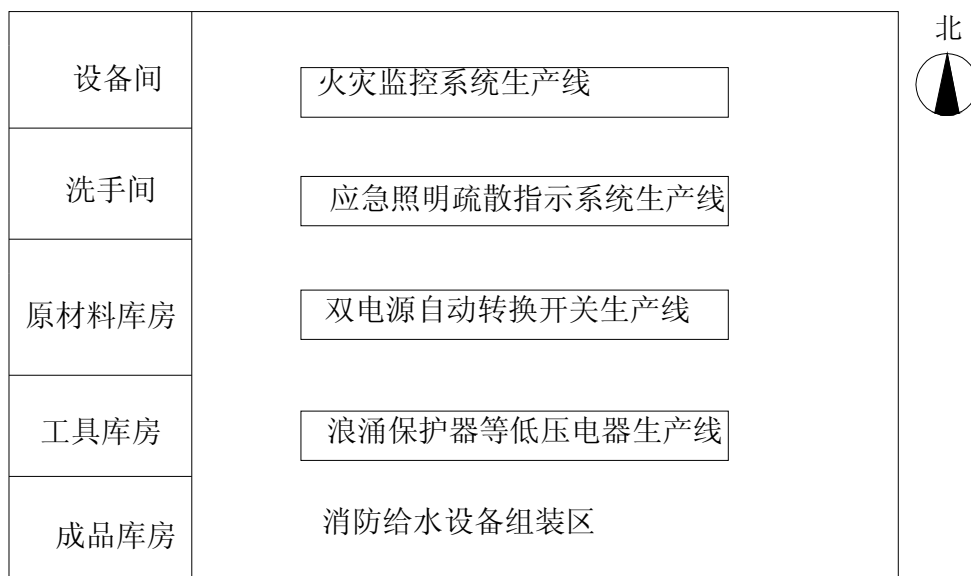 北
设备间
火灾监控系统生产线
洗手间
应急照明疏散指示系统生产线
原材料库房
双电源自动转换开关生产线
工具库房
浪涌保护器等低压电器生产线
成品库房
消防给水设备组装区